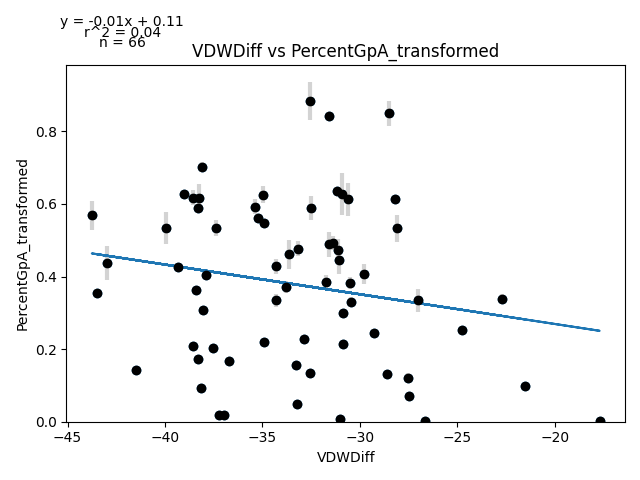 y = -0.01x + 0.11
r^2 = 0.04
n = 66
VDWDiff vs PercentGpA_transformed
PercentGpA_transformed
0.8
0.6
0.4
0.2
0.0
−45
−40
−35
−30
−25
−20
VDWDiff